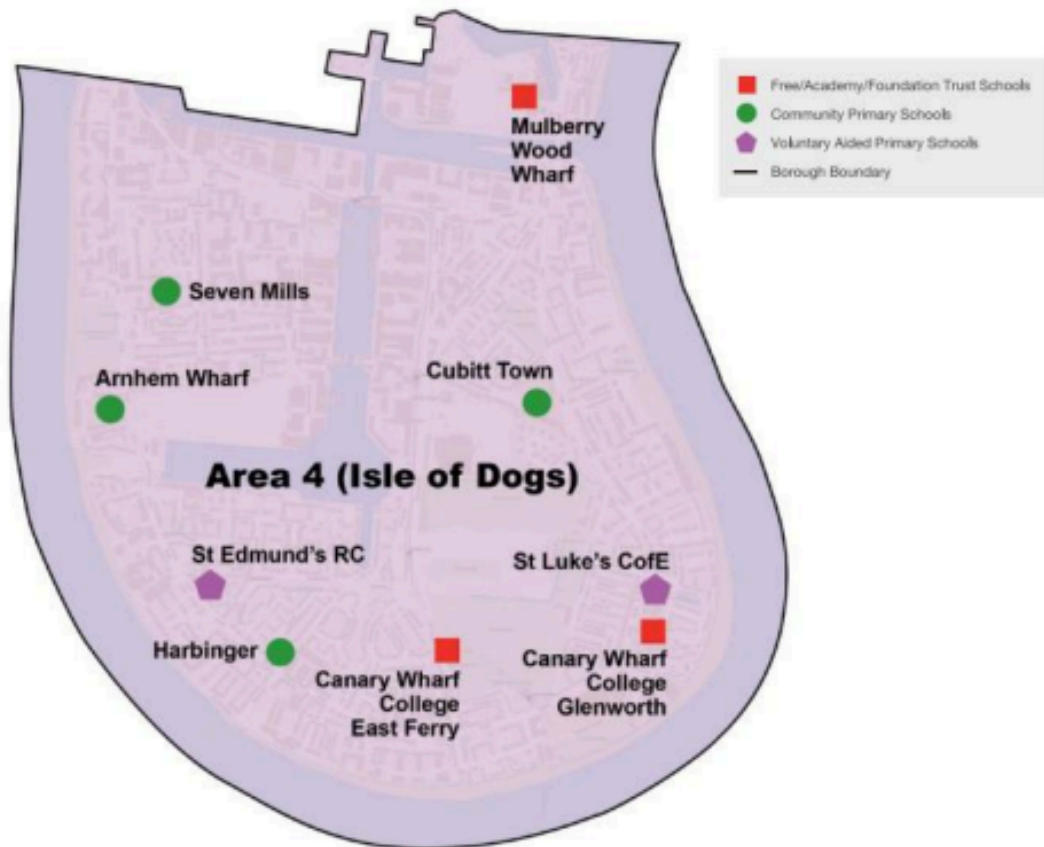 Free/Academy/Foundation Trust Schools
Community Primary Schools
Voluntary Aided Primary Schools
Borough Boundary
Mulberry
Wood
Wharf
Seven Mills
Arnhem Wharf
Cubitt Town
Area 4 (Isle of Dogs)
St Edmund's RC
St Luke's CofE
Harbinger
Canary Wharf
College
East Ferry
Canary Wharf
College
Glenworth